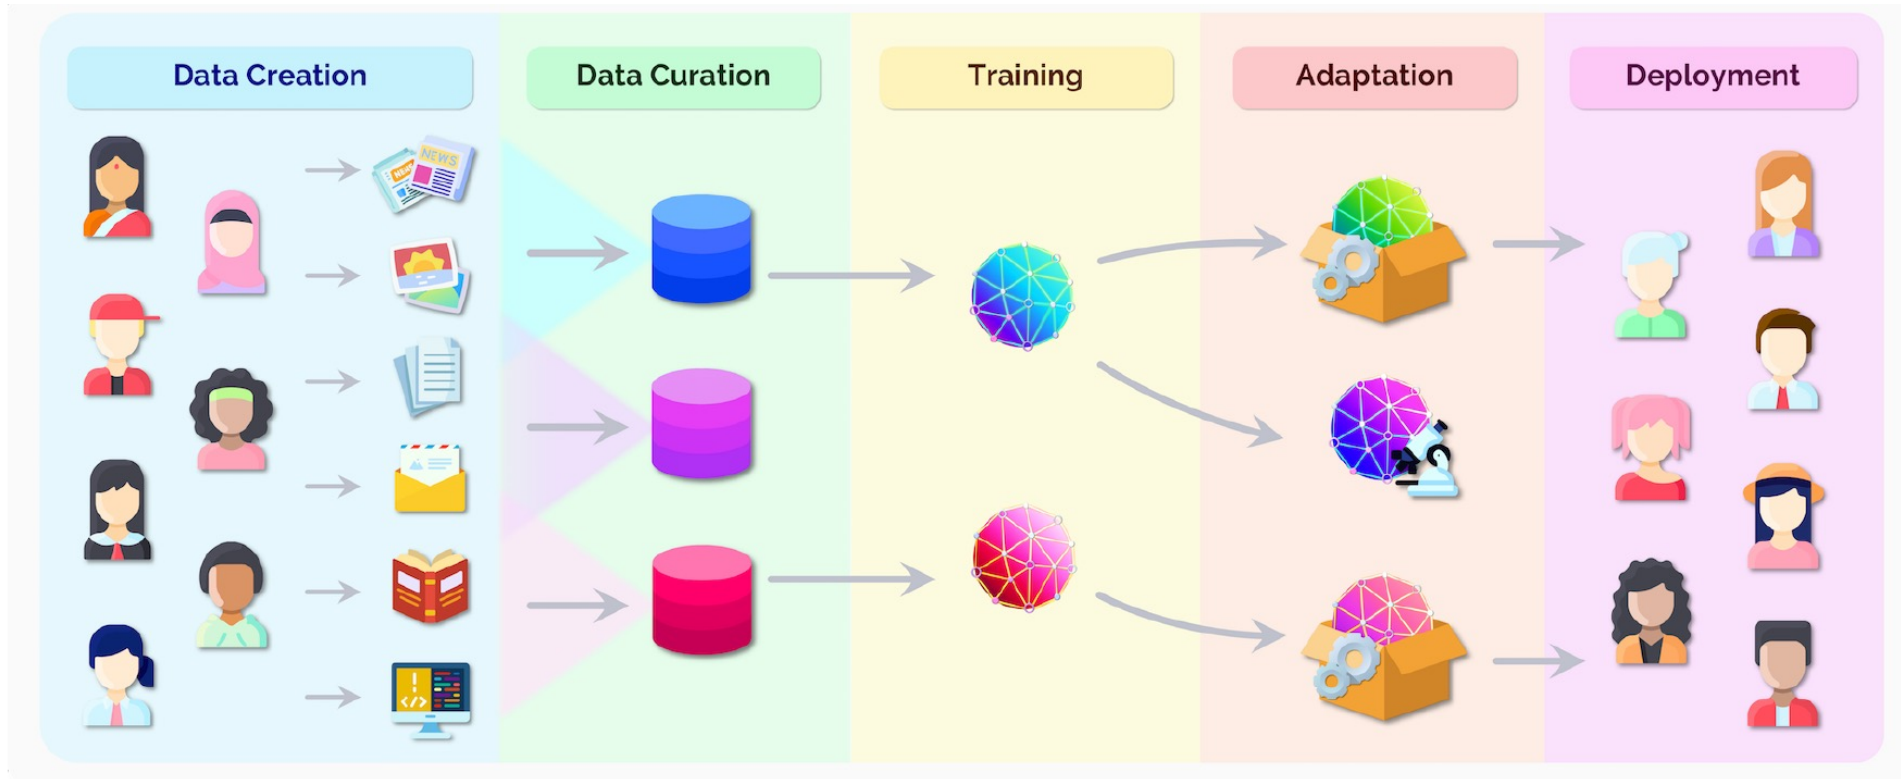 Data Creation
Data Curation
Training
Adaptation
Deployment
NEWS